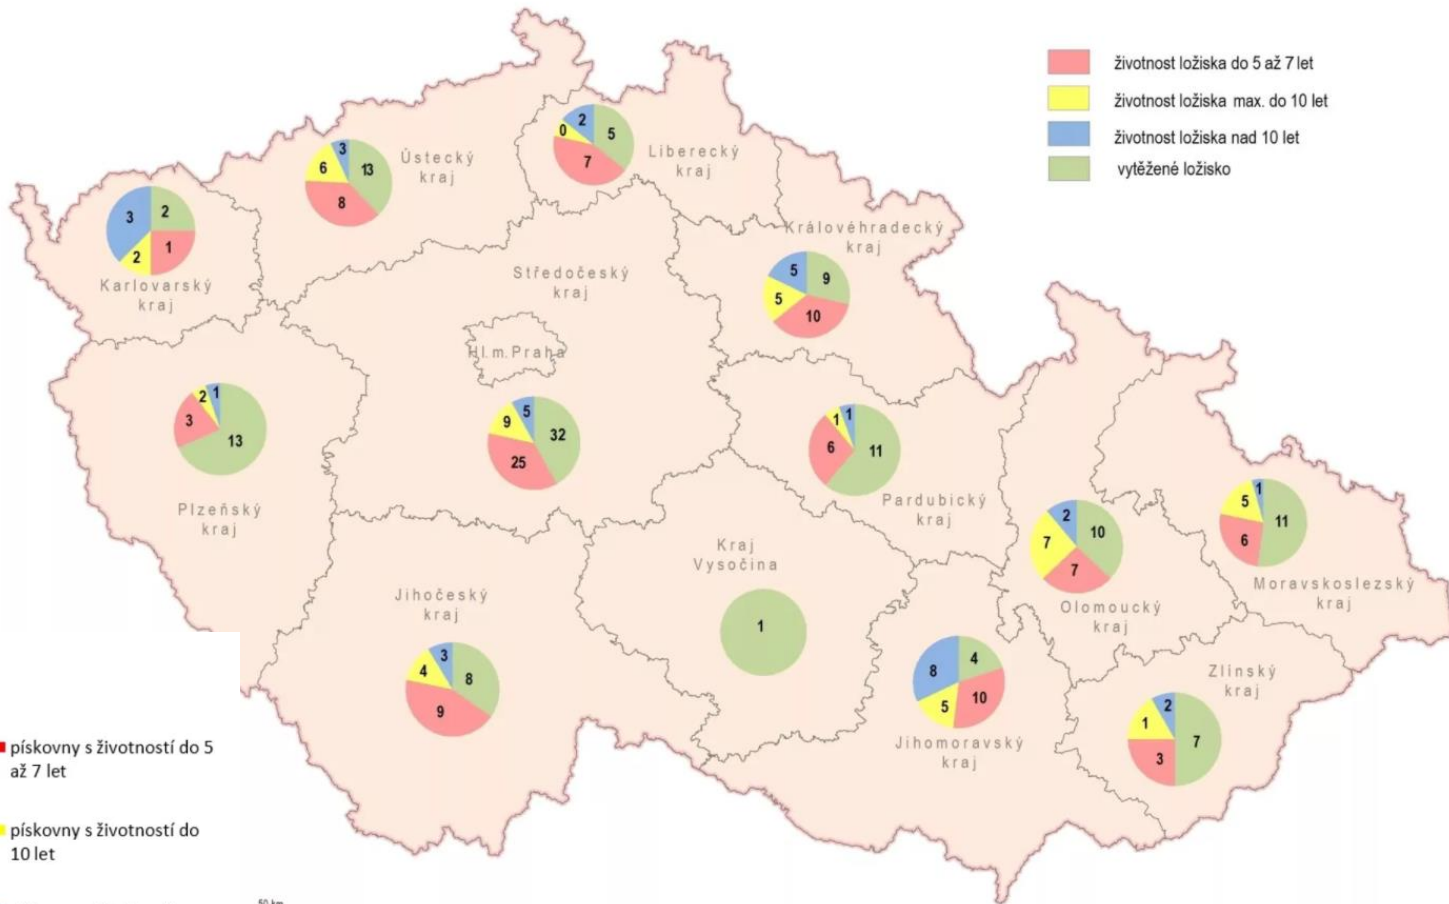 životnost ložiska do 5 až 7 let
životnost ložiska max. do 10 let
životnost ložiska nad 10 let
vytěžené ložisko
2
5
0
7
Liberecký
kraj
3
13
6
8
Ústecký
kraj
3
2
2
1
Karlovarský
kraj
Královéhradecký
kraj
5
9
5
10
Středočeský
kraj
Hl.m.Praha
5
9
32
25
2
1
3
13
Plzeňský
kraj
1
1
6
11
Pardubický
kraj
1
5
11
6
Moravskoslezský
kraj
2
10
7
7
Olomoucký
kraj
Kraj
Vysočina
1
Jihočeský
kraj
3
4
8
9
4
8
10
5
Jihomoravský
kraj
Zlínský
kraj
2
1
7
3
pískovny s životností do 5
až 7 let
pískovny s životností do
10 let
50 km